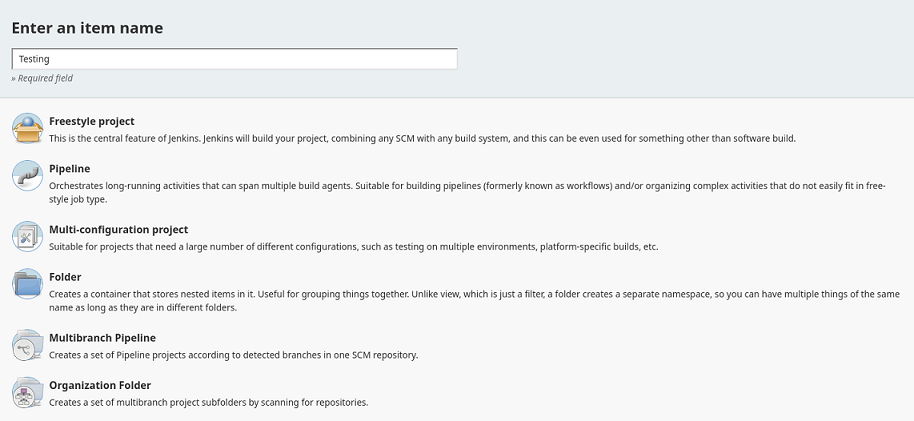 Enter an item name
Testing
» Required field
Freestyle project
This is the central feature of Jenkins. Jenkins will build your project, combining any SCM with any build system, and this can be even used for something other than software build.
Pipeline
Orchestrates long-running activities that can span multiple build agents. Suitable for building pipelines (formerly known as workflows) and/or organizing complex activities that do not easily fit in free-
style job type.
Multi-configuration project
Suitable for projects that need a large number of different configurations, such as testing on multiple environments, platform-specific builds, etc.
Folder
Creates a container that stores nested items in it. Useful for grouping things together. Unlike view, which is just a filter, a folder creates a separate namespace, so you can have multiple things of the same
name as long as they are in different folders.
Multibranch Pipeline
Creates a set of Pipeline projects according to detected branches in one SCM repository.
Organization Folder
Creates a set of multibranch project subfolders by scanning for repositories.